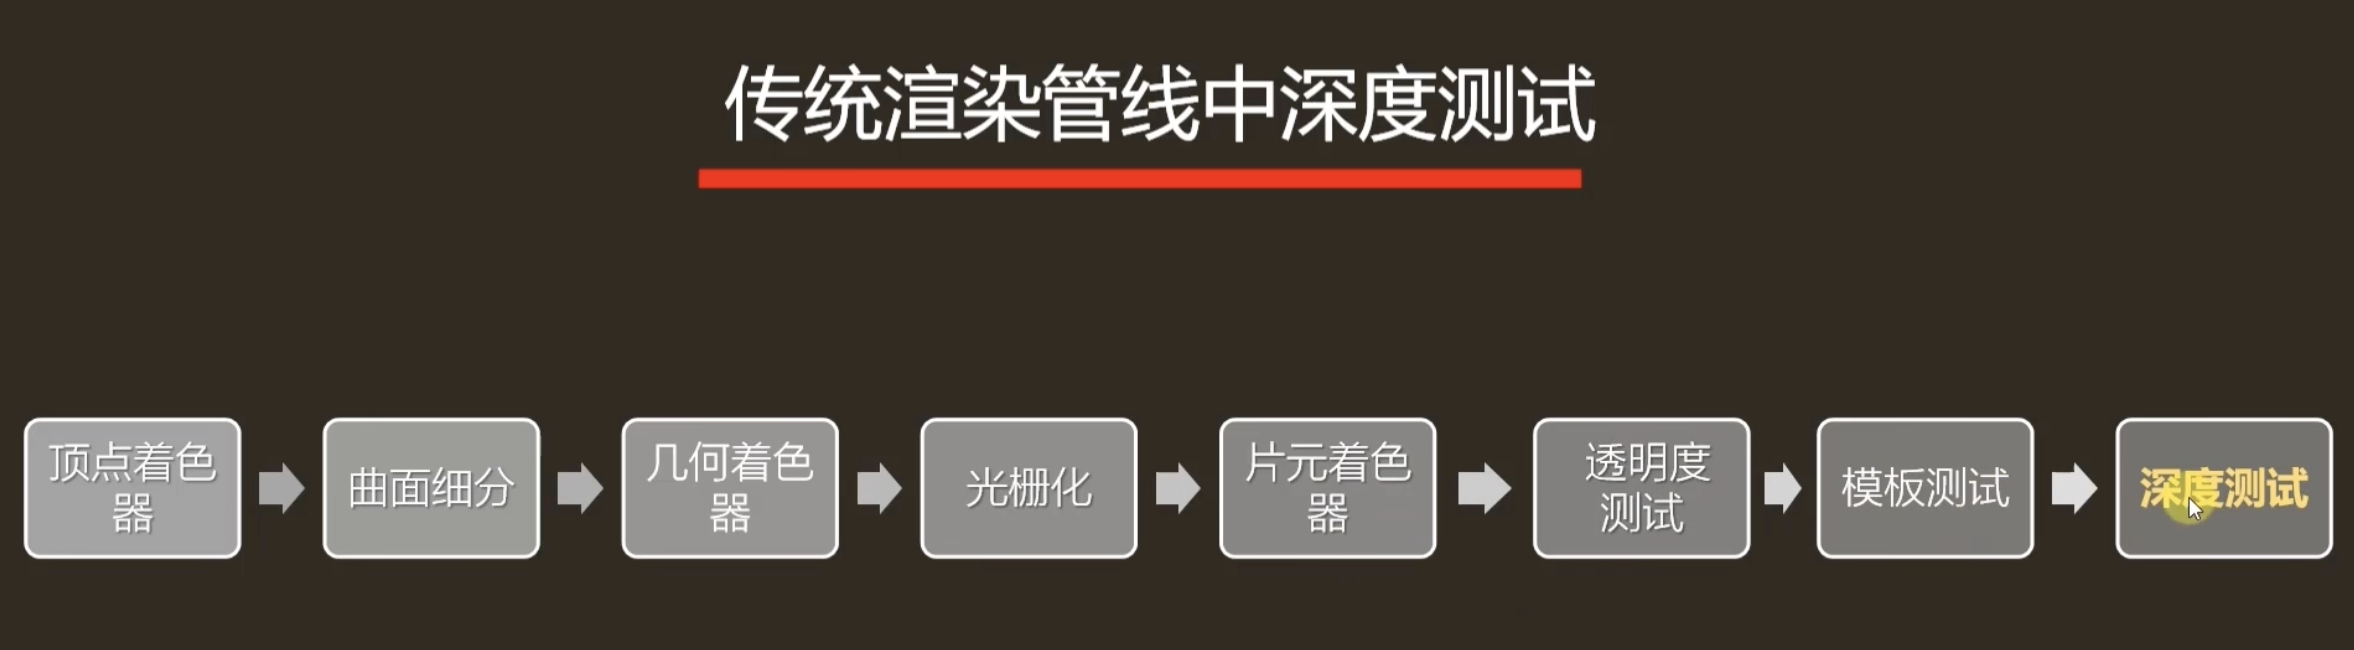 传统渲染管线中深度测试
顶点着色
器
曲面细分
几何着色
器
光栅化
片元着色
器
透明度
测试
模板测试
深度测试